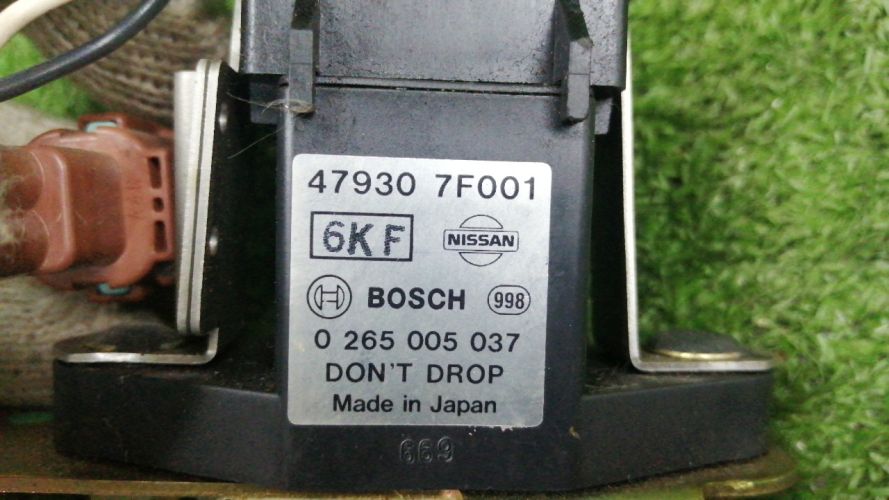 47930 7F001
6KF NISSAN
BOSCH 998
0 265 005 037
DON'T DROP
Made in Japan
669